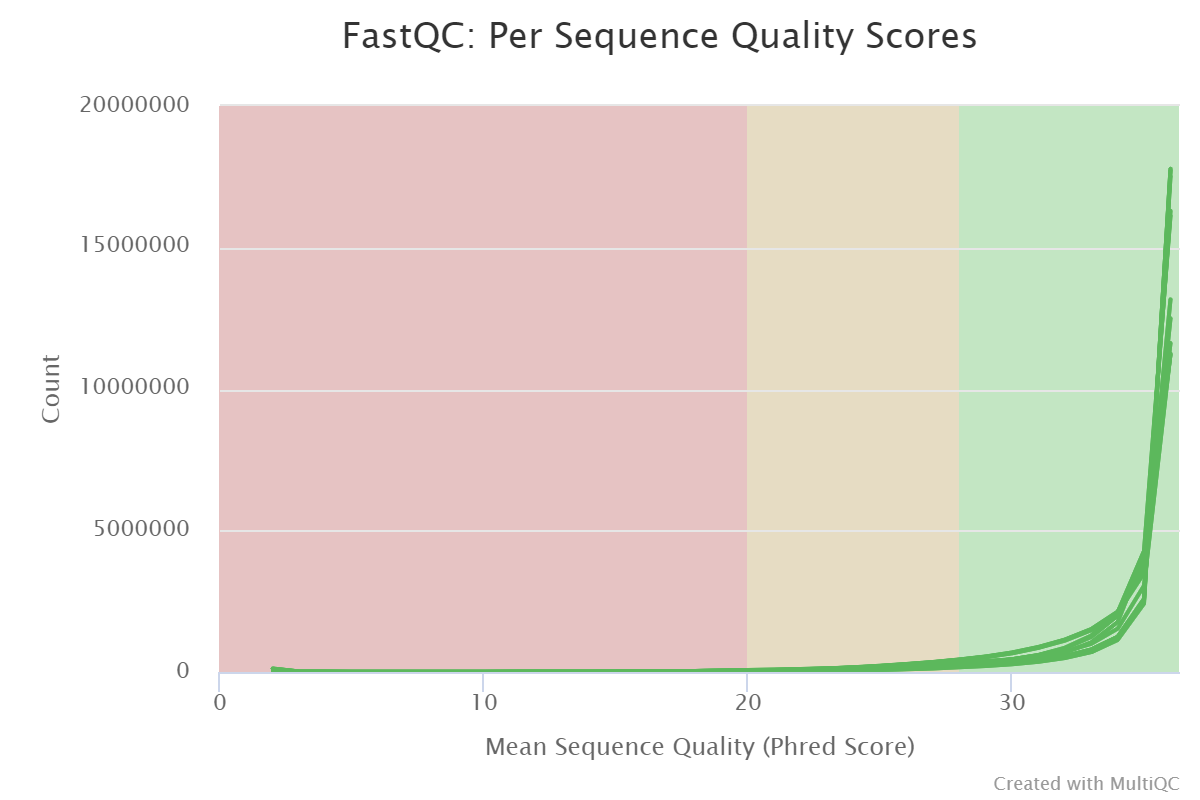 FastQC: Per Sequence Quality Scores
20000000
15000000
10000000
5000000
0
Count
0 10 20 30
Mean Sequence Quality (Phred Score)
Created with MultiQC